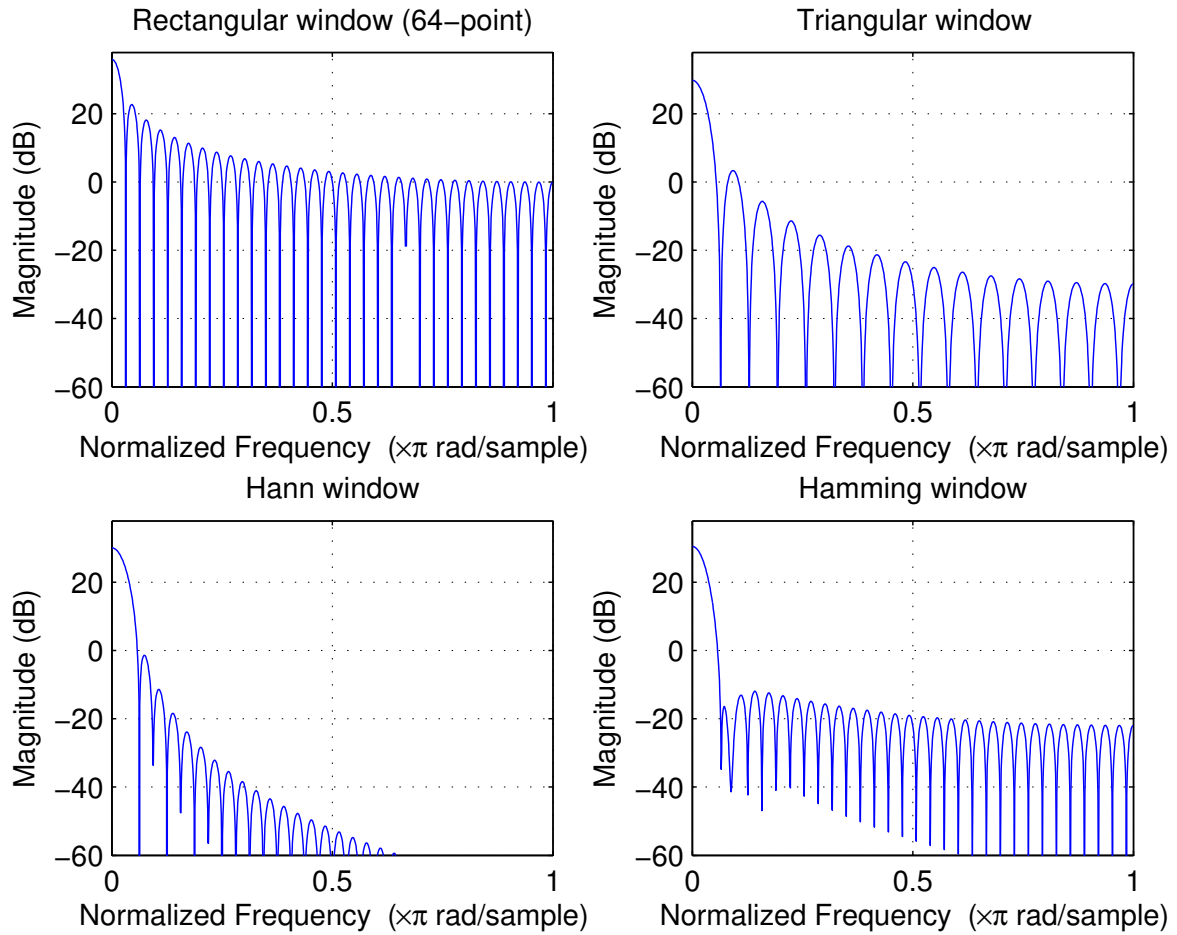 Rectangular window (64−point)
Magnitude (dB)
20
0
−20
−40
−60
0
0.5
1
Normalized Frequency (×π rad/sample)
Triangular window
Magnitude (dB)
20
0
−20
−40
−60
0
0.5
1
Normalized Frequency (×π rad/sample)
Hann window
Magnitude (dB)
20
0
−20
−40
−60
0
0.5
1
Normalized Frequency (×π rad/sample)
Hamming window
Magnitude (dB)
20
0
−20
−40
−60
0
0.5
1
Normalized Frequency (×π rad/sample)